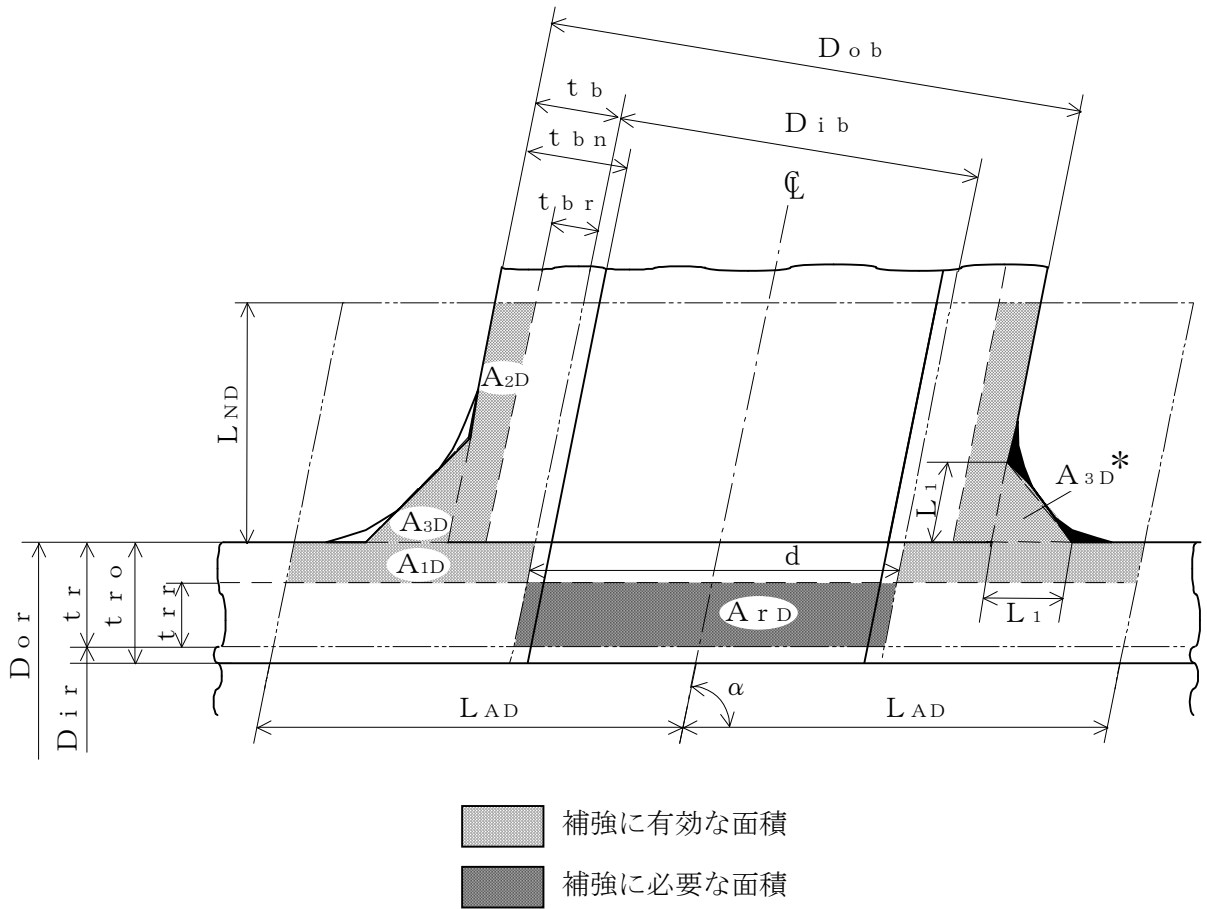 Ｄｏｂ
ｔｂ
Ｄｉｂ
ｔｂｎ
℄
ｔｂｒ
A2D
LND
A3D*
L1
A3D
A1D
d
ｔｒ
ｔｒｏ
ｔｒｒ
ＡｒＤ
L1
Ｄｏｒ
Ｄｉｒ
α
LAD
LAD
補強に有効な面積
補強に必要な面積